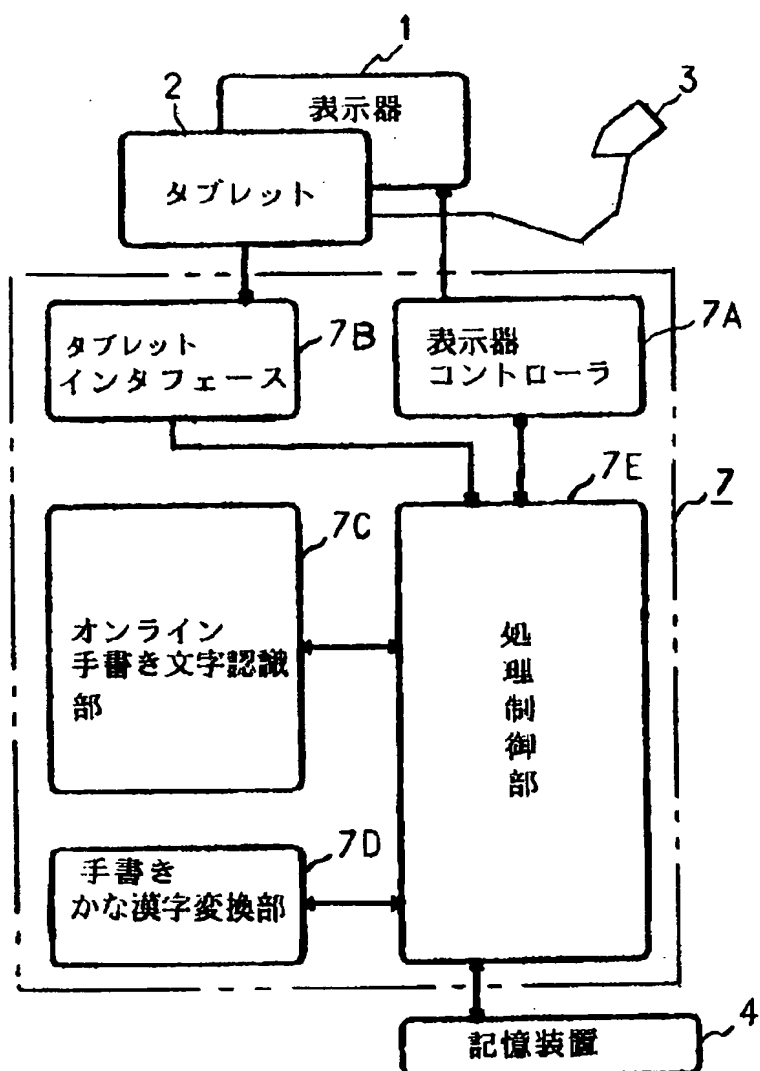 1
2
3
表示器
タブレット
7B
7A
タブレット
インタフェース
表示器
コントローラ
7E
7
7C
オンライン
手書き文字認識
部
処理制御部
7D
手書き
かな漢字変換部
4
記憶装置